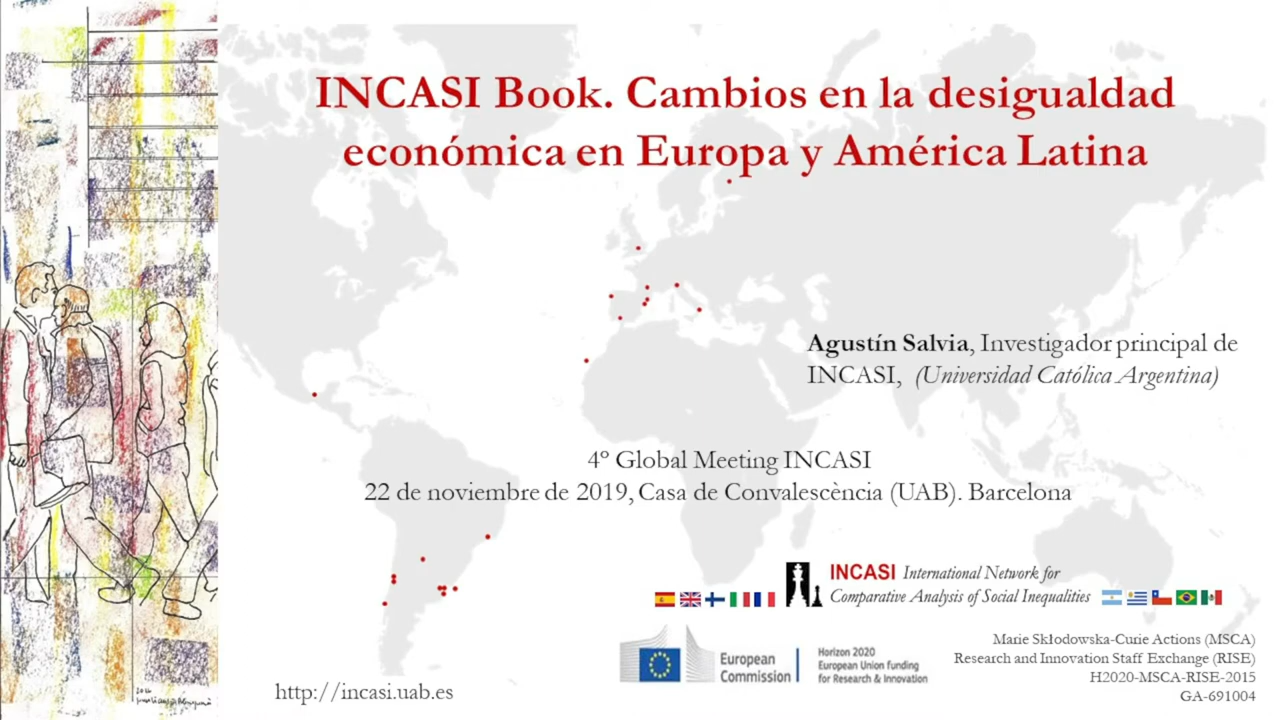 INCASI Book. Cambios en la desigualdad
económica en Europa y América Latina
Agustín Salvia, Investigador principal de
INCASI, (Universidad Católica Argentina)
4º Global Meeting INCASI
22 de noviembre de 2019, Casa de Convalescència (UAB). Barcelona
INCASI International Network for
Comparative Analysis of Social Inequalities
European
Commission
Horizon 2020
European Union funding
for Research & Innovation
Marie Skłodowska-Curie Actions (MSCA)
Research and Innovation Staff Exchange (RISE)
H2020-MSCA-RISE-2015
GA-691004
http://incasi.uab.es